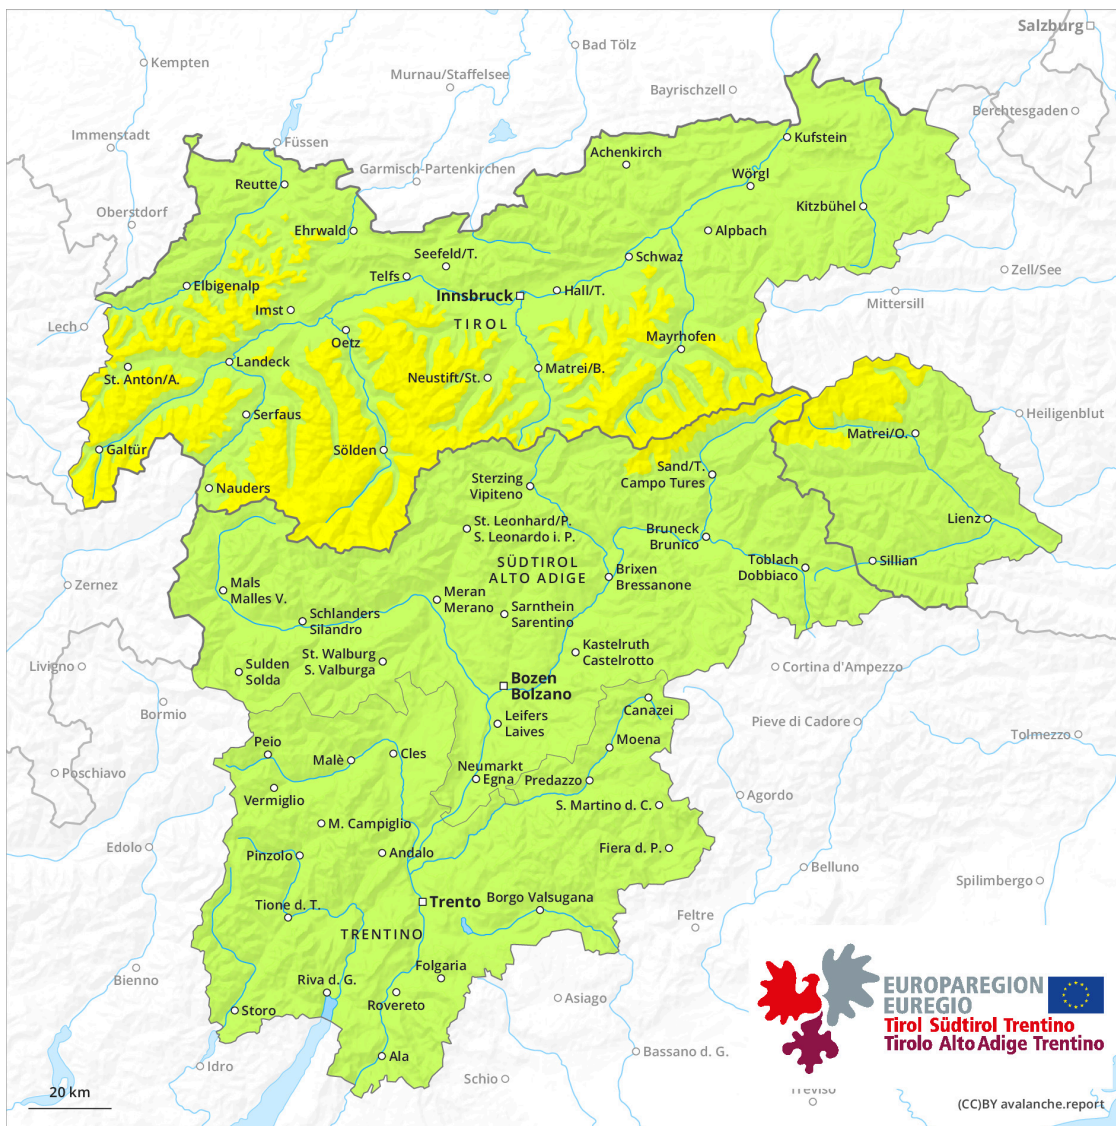 Salzburg
Bad Tölz
Kempten
Murnau/Staffelsee
Bayrischzell
Berchtesgaden
Immenstadt
Füssen
Kufstein
Achenkirch
Garmisch-Partenkirchen
Wörgl
Reutte
Kitzbühel
Oberstdorf
Ehrwald
Alpbach
Seefeld/T.
Schwaz
Zell/See
Telfs
Elbigenalp
Innsbruck
Hall/T.
Mittersill
Imst
TIROL
Lech
Oetz
Mayrhofen
Landeck
Matrei/B.
St. Anton/A.
Neustift/St.
Serfaus
Heiligenblut
Matrei/O.
Galtür
Sölden
Sand/T.
Campo Tures
Sterzing
Vipiteno
Nauders
St. Leonhard/P.
S. Leonardo i. P.
Lienz
Bruneck
Brunico
SÜDTIROL
ALTO ADIGE
Toblach
Dobbiaco
Sillian
Brixen
Bressanone
Zernez
Mals
Malles V.
Meran
Merano
Sarnthein
Sarentino
Schlanders
Silandro
Kastelruth
Castelrotto
St. Walburg
S. Valburga
Livigno
Sulden
Solda
Cortina d'Ampezzo
Bozen
Bolzano
Bormio
Canazei
Leifers
Laives
Pieve di Cadore
Tolmezzo
Moena
Peio
Malè
Cles
Poschiavo
Neumarkt
Egna
Predazzo
Vermiglio
Agordo
S. Martino d. C.
M. Campiglio
Edolo
Pinzolo
Andalo
Fiera d. P.
Belluno
Spilimbergo
Trento
Borgo Valsugana
Tione d. T.
Feltre
TRENTINO
Folgaria
Bienno
Riva d. G.
Rovereto
Asiago
Storo
EUROPAREGION
EUREGIO
Tirol Südtirol Trentino
Tirolo Alto Adige Trentino
Ala
Bassano d. G.
Idro
Schio
20 km
Treviso
(CC)BY avalanche.report